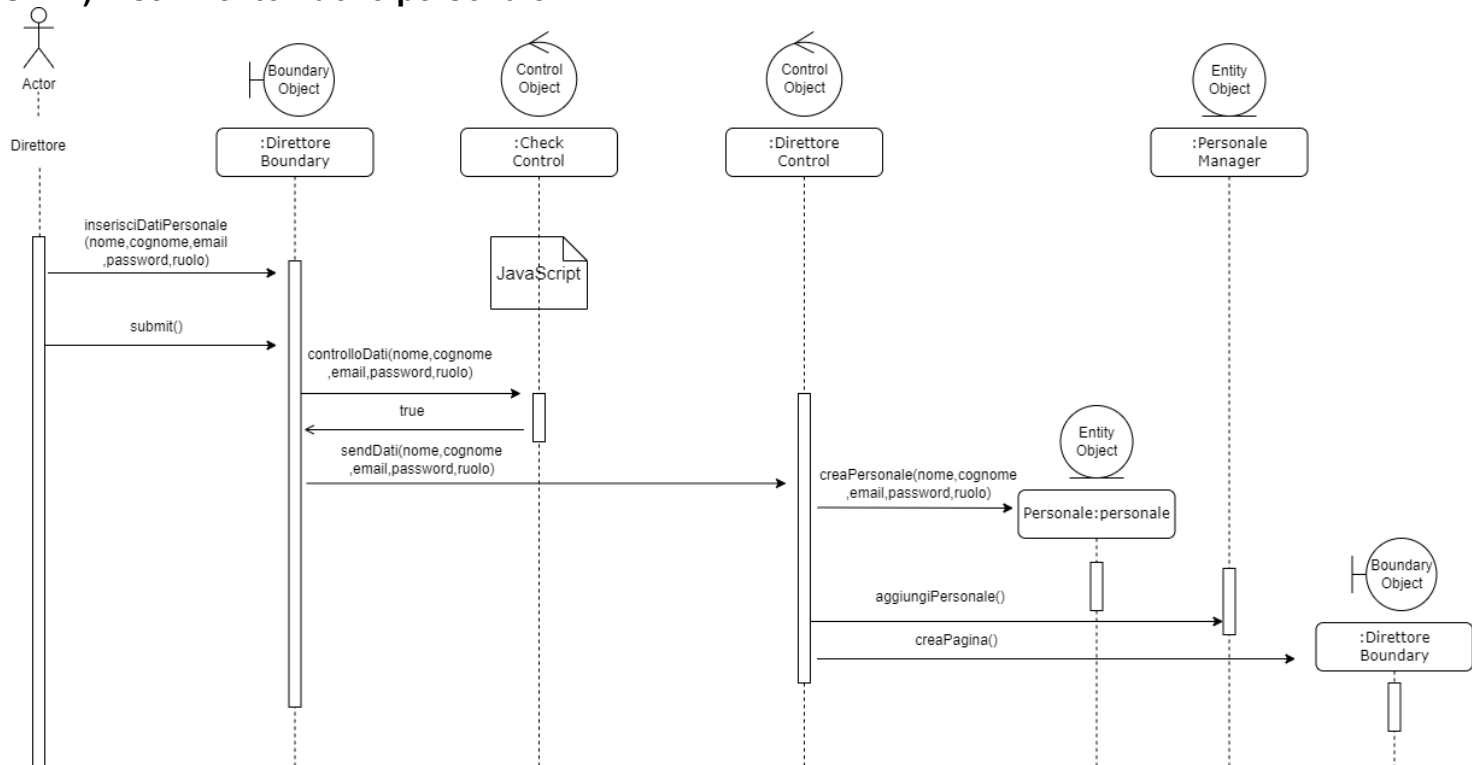 Actor
Direttore
Boundary
Object
:Direttore
Boundary
Control
Object
:Check
Control
Control
Object
:Direttore
Control
Entity
Object
:Personale
Manager
inserisciDatiPersonale
(nome,cognome,email
,password,ruolo)
JavaScript
submit()
controlloDati(nome,cognome
,email,password,ruolo)
true
sendDati(nome,cognome
,email,password,ruolo)
creaPersonale(nome,cognome
,email,password,ruolo)
Entity
Object
Personale:personale
aggiungiPersonale()
creaPagina()
Boundary
Object
:Direttore
Boundary